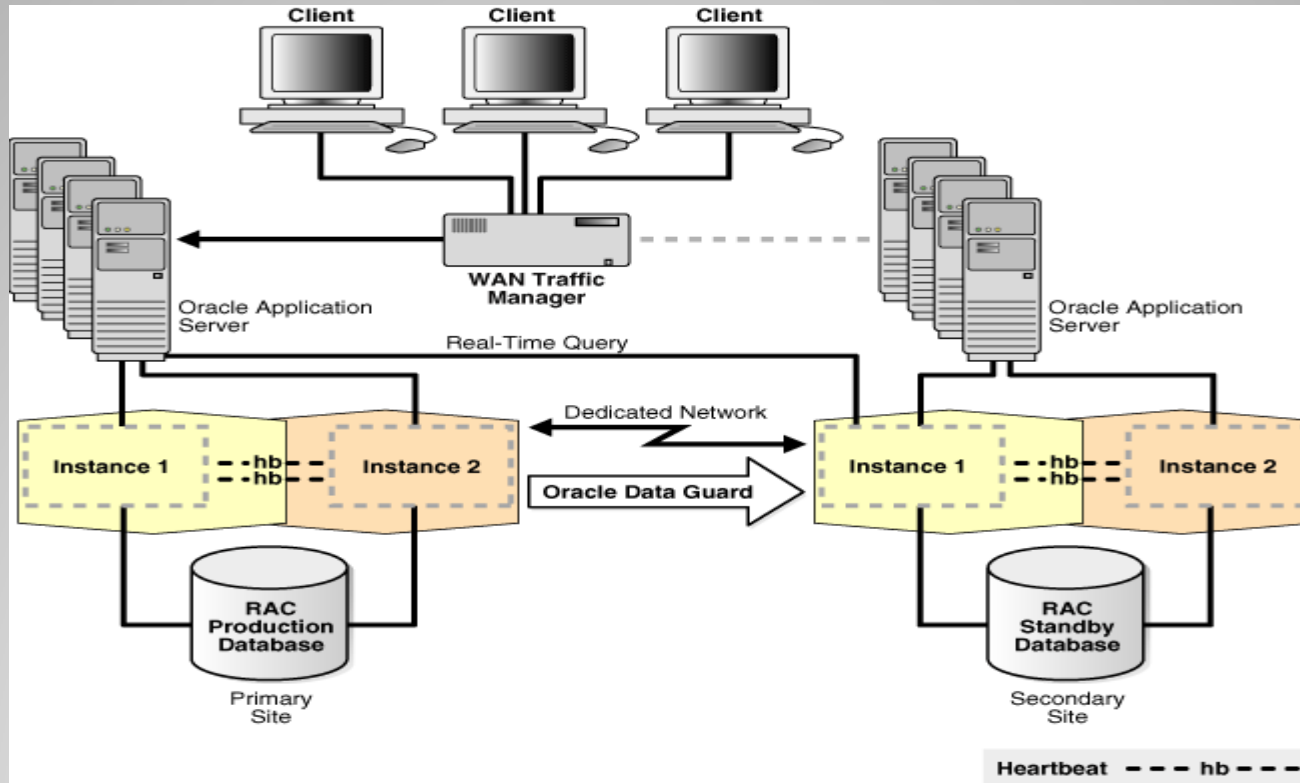 Client
Client
Client
WAN Traffic
Manager
Oracle Application
Server
Oracle Application
Server
Real-Time Query
Dedicated Network
Instance 1
hb
hb
Instance 2
Oracle Data Guard
Instance 1
hb
hb
Instance 2
RAC
Production
Database
RAC
Standby
Database
Primary
Site
Secondary
Site
Heartbeat hb